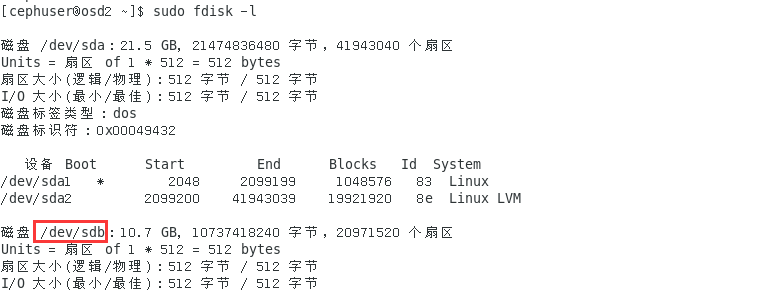 [cephuser@osd2 ~]$ sudo fdisk -l
磁盘 /dev/sda：21.5 GB, 21474836480 字节，41943040 个扇区
Units = 扇区 of 1 * 512 = 512 bytes
扇区大小(逻辑/物理)：512 字节 / 512 字节
I/O 大小(最小/最佳)：512 字节 / 512 字节
磁盘标签类型：dos
磁盘标识符：0x00049432
设备 Boot Start End Blocks Id System
/dev/sda1 * 2048 2099199 1048576 83 Linux
/dev/sda2 2099200 41943039 19921920 8e Linux LVM
磁盘 /dev/sdb：10.7 GB, 10737418240 字节，20971520 个扇区
Units = 扇区 of 1 * 512 = 512 bytes
扇区大小(逻辑/物理)：512 字节 / 512 字节
I/O 大小(最小/最佳)：512 字节 / 512 字节